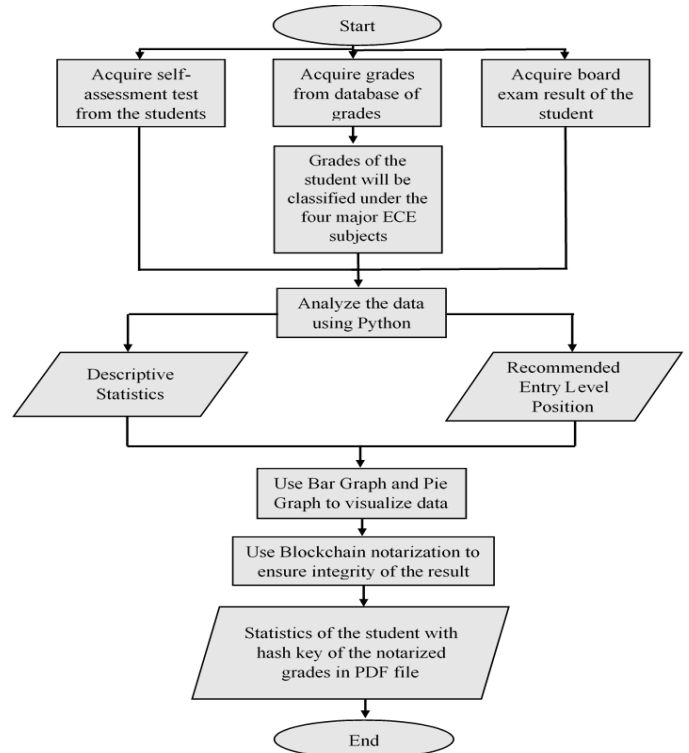 Start
Acquire self-
assessment test
from the students
Acquire grades
from database of
grades
Acquire board
exam result of the
student
Grades of the
student will be
classified under the
four major ECE
subjects
Analyze the data
using Python
Descriptive
Statistics
Recommended
Entry Level
Position
Use Bar Graph and Pie
Graph to visualize data
Use Blockchain notarization to
ensure integrity of the result
Statistics of the student with
hash key of the notarized
grades in PDF file
End